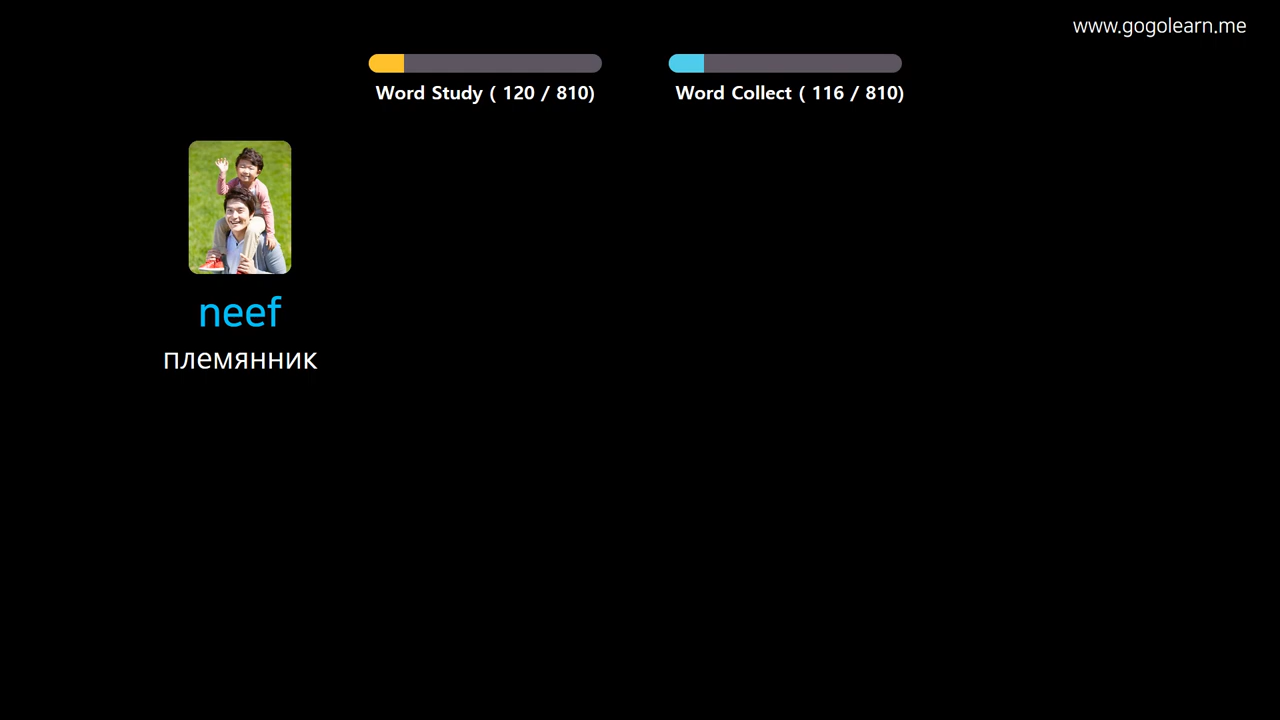 www.gogolearn.me
Word Study ( 120 / 810)
Word Collect ( 116 / 810)
neef
племянник